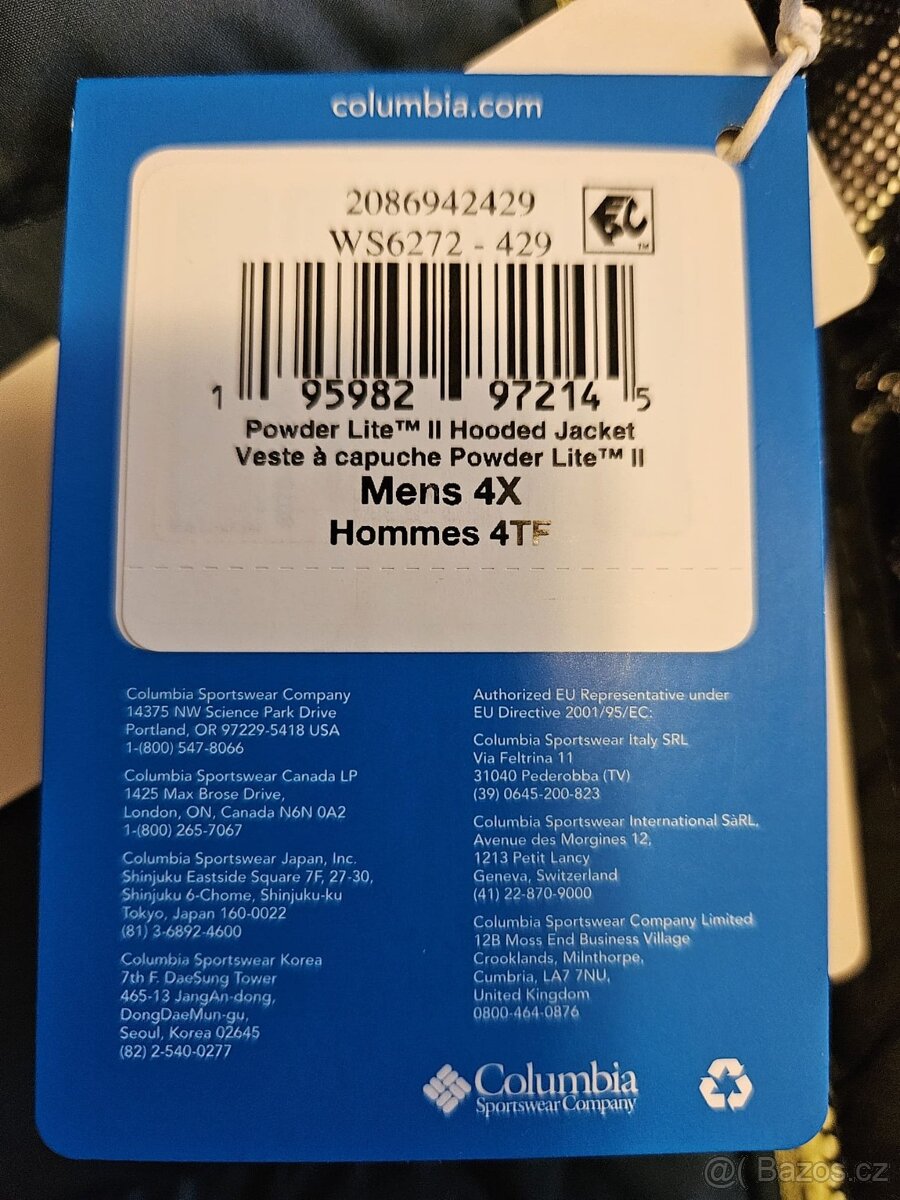 columbia.com
2086942429
WS6272 - 429
EPC
TM
1 95982 97214 5
Powder Lite™ II Hooded Jacket
Veste à capuche Powder Lite™ II
Mens 4X
Hommes 4TF
Columbia Sportswear Company
14375 NW Science Park Drive
Portland, OR 97229-5418 USA
1-(800) 547-8066
Columbia Sportswear Canada LP
1425 Max Brose Drive,
London, ON, Canada N6N 0A2
1-(800) 265-7067
Columbia Sportswear Japan, Inc.
Shinjuku Eastside Square 7F, 27-30,
Shinjuku 6-Chome, Shinjuku-ku
Tokyo, Japan 160-0022
(81) 3-6892-4600
Columbia Sportswear Korea
7th F. DaeSung Tower
465-13 JangAn-dong,
DongDaeMun-gu,
Seoul, Korea 02645
(82) 2-540-0277
Authorized EU Representative under
EU Directive 2001/95/EC:
Columbia Sportswear Italy SRL
Via Feltrina 11
31040 Pederobba (TV)
(39) 0645-200-823
Columbia Sportswear International SàRL,
Avenue des Morgines 12,
1213 Petit Lancy
Geneva, Switzerland
(41) 22-870-9000
Columbia Sportswear Company Limited
12B Moss End Business Village
Crooklands, Milnthorpe,
Cumbria, LA7 7NU,
United Kingdom
0800-464-0876
Columbia
Sportswear Company
@( Bazos.cz